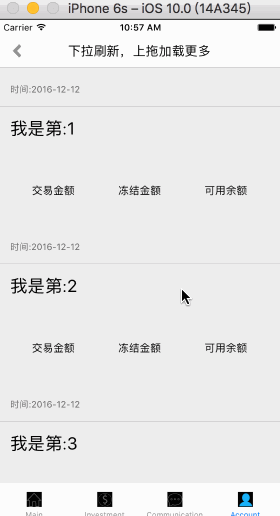 iPhone 6s – iOS 10.0 (14A345)
Carrier 10:57 AM
下拉刷新，上拖加载更多
时间:2016-12-12
我是第:1
交易金额 冻结金额 可用余额
时间:2016-12-12
我是第:2
交易金额 冻结金额 可用余额
时间:2016-12-12
我是第:3
Main Investment Communication Account